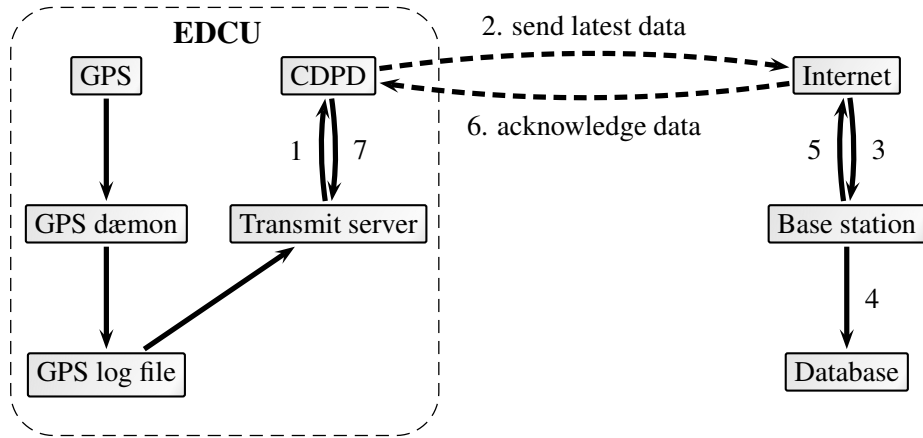 EDCU
2. send latest data
GPS
CDPD
Internet
6. acknowledge data
1
7
5
3
GPS dæmon
Transmit server
Base station
4
GPS log file
Database